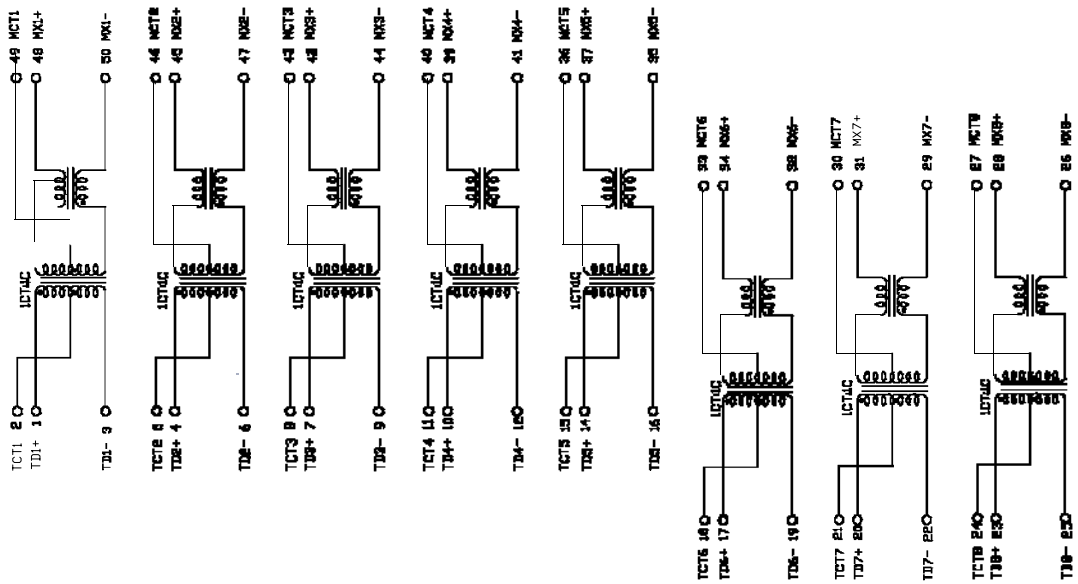 49 MCT1
48 MX1+
50 MX1-
46 MCT2
45 MX2+
47 MX2-
43 MCT3
42 MX3+
44 MX3-
40 MCT4
39 MX4+
41 MX4-
36 MCT5
37 MX5+
35 MX5-
33 MCT6
34 MX6+
32 MX6-
30 MCT7
31 MX7+
29 MX7-
27 MCT8
28 MX8+
26 MX8-
1CT:1C
1CT:1C
1CT:1C
1CT:1C
1CT:1C
1CT:1C
1CT:1C
1CT:1C
TCT1 2
TD1+ 1
TD1- 3
TCT2 5
TD2+ 4
TD2- 6
TCT3 8
TD3+ 7
TD3- 9
TCT4 11
TD4+ 10
TD4- 12
TCT5 15
TD5+ 14
TD5- 16
TCT6 18
TD6+ 17
TD6- 19
TCT7 21
TD7+ 20
TD7- 22
TCT8 24
TD8+ 23
TD8- 25